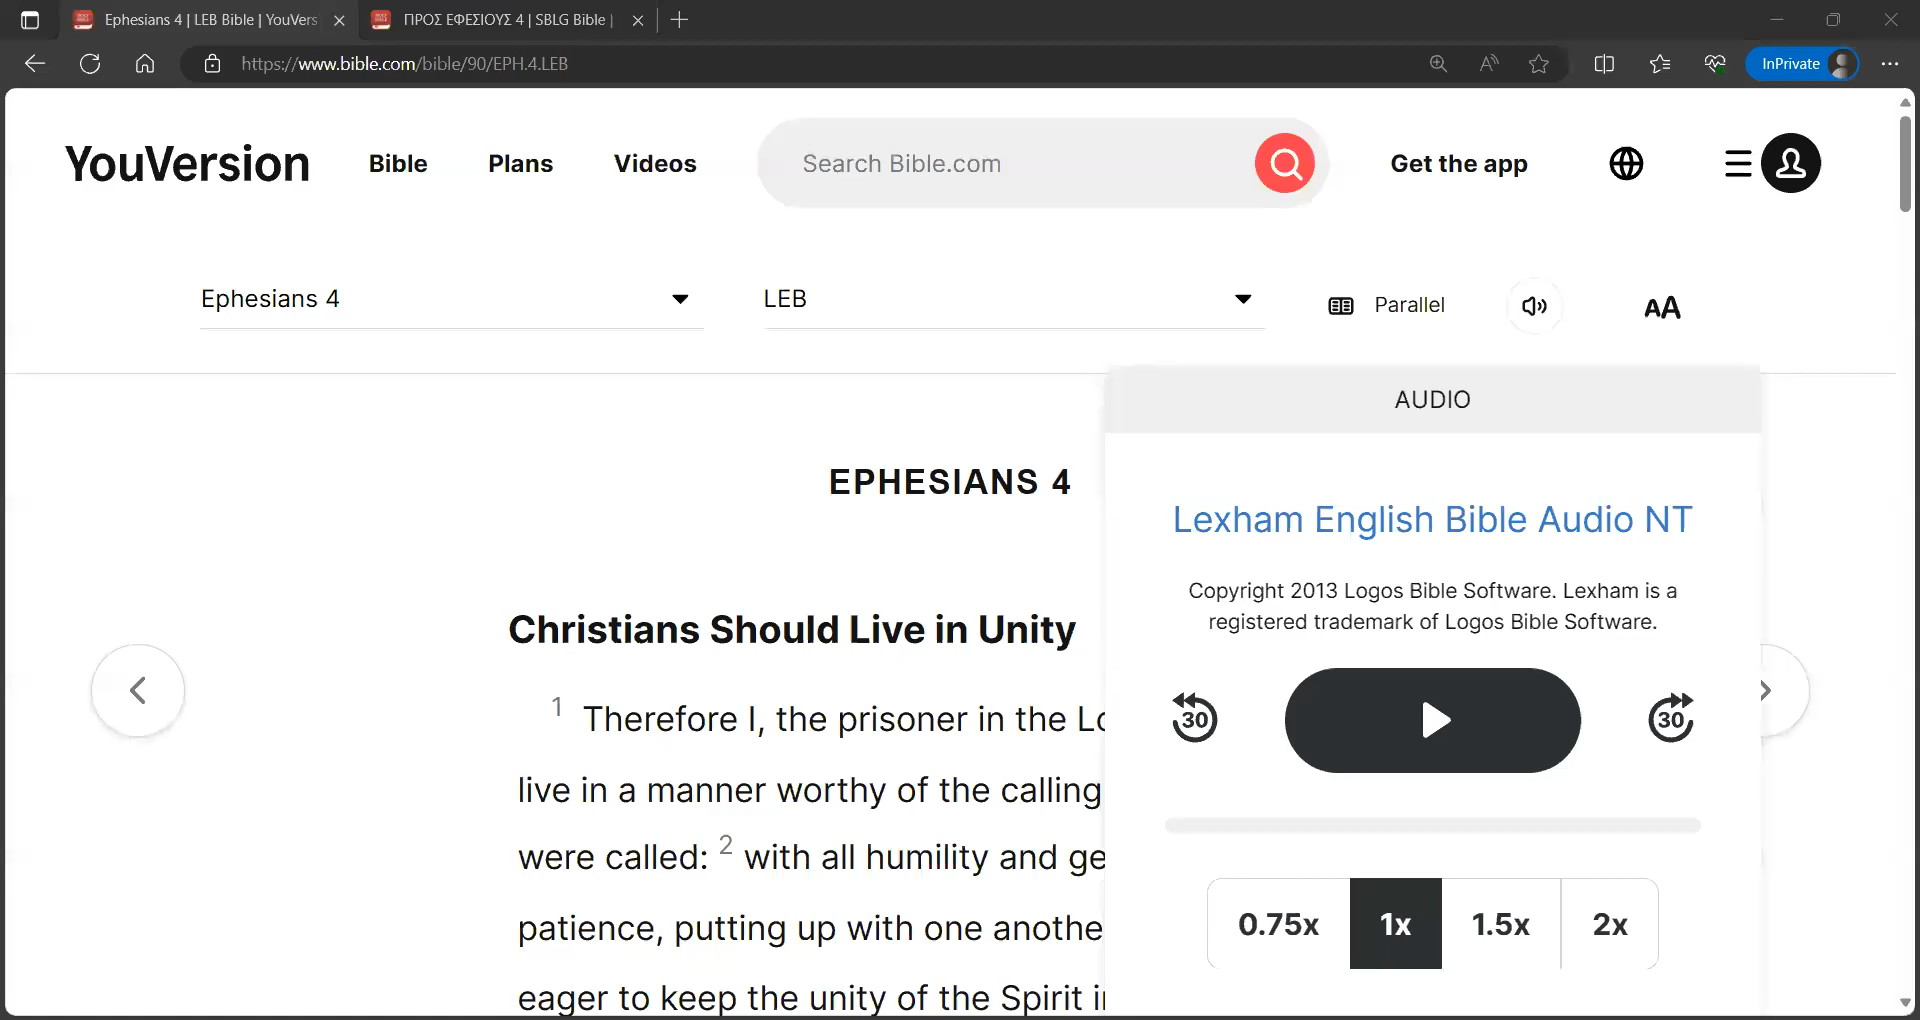 Ephesians 4 | LEB Bible | YouVers
ΠΡΟΣ ΕΦΕΣΙΟΥΣ 4 | SBLG Bible |
https://www.bible.com/bible/90/EPH.4.LEB
InPrivate
YouVersion
Bible
Plans
Videos
Search Bible.com
Get the app
Ephesians 4
LEB
Parallel
AA
AUDIO
EPHESIANS 4
Lexham English Bible Audio NT
Copyright 2013 Logos Bible Software. Lexham is a
registered trademark of Logos Bible Software.
Christians Should Live in Unity
1 Therefore I, the prisoner in the Lo
live in a manner worthy of the calling
were called: 2 with all humility and ge
patience, putting up with one anothe
eager to keep the unity of the Spirit i
30
30
0.75x
1x
1.5x
2x